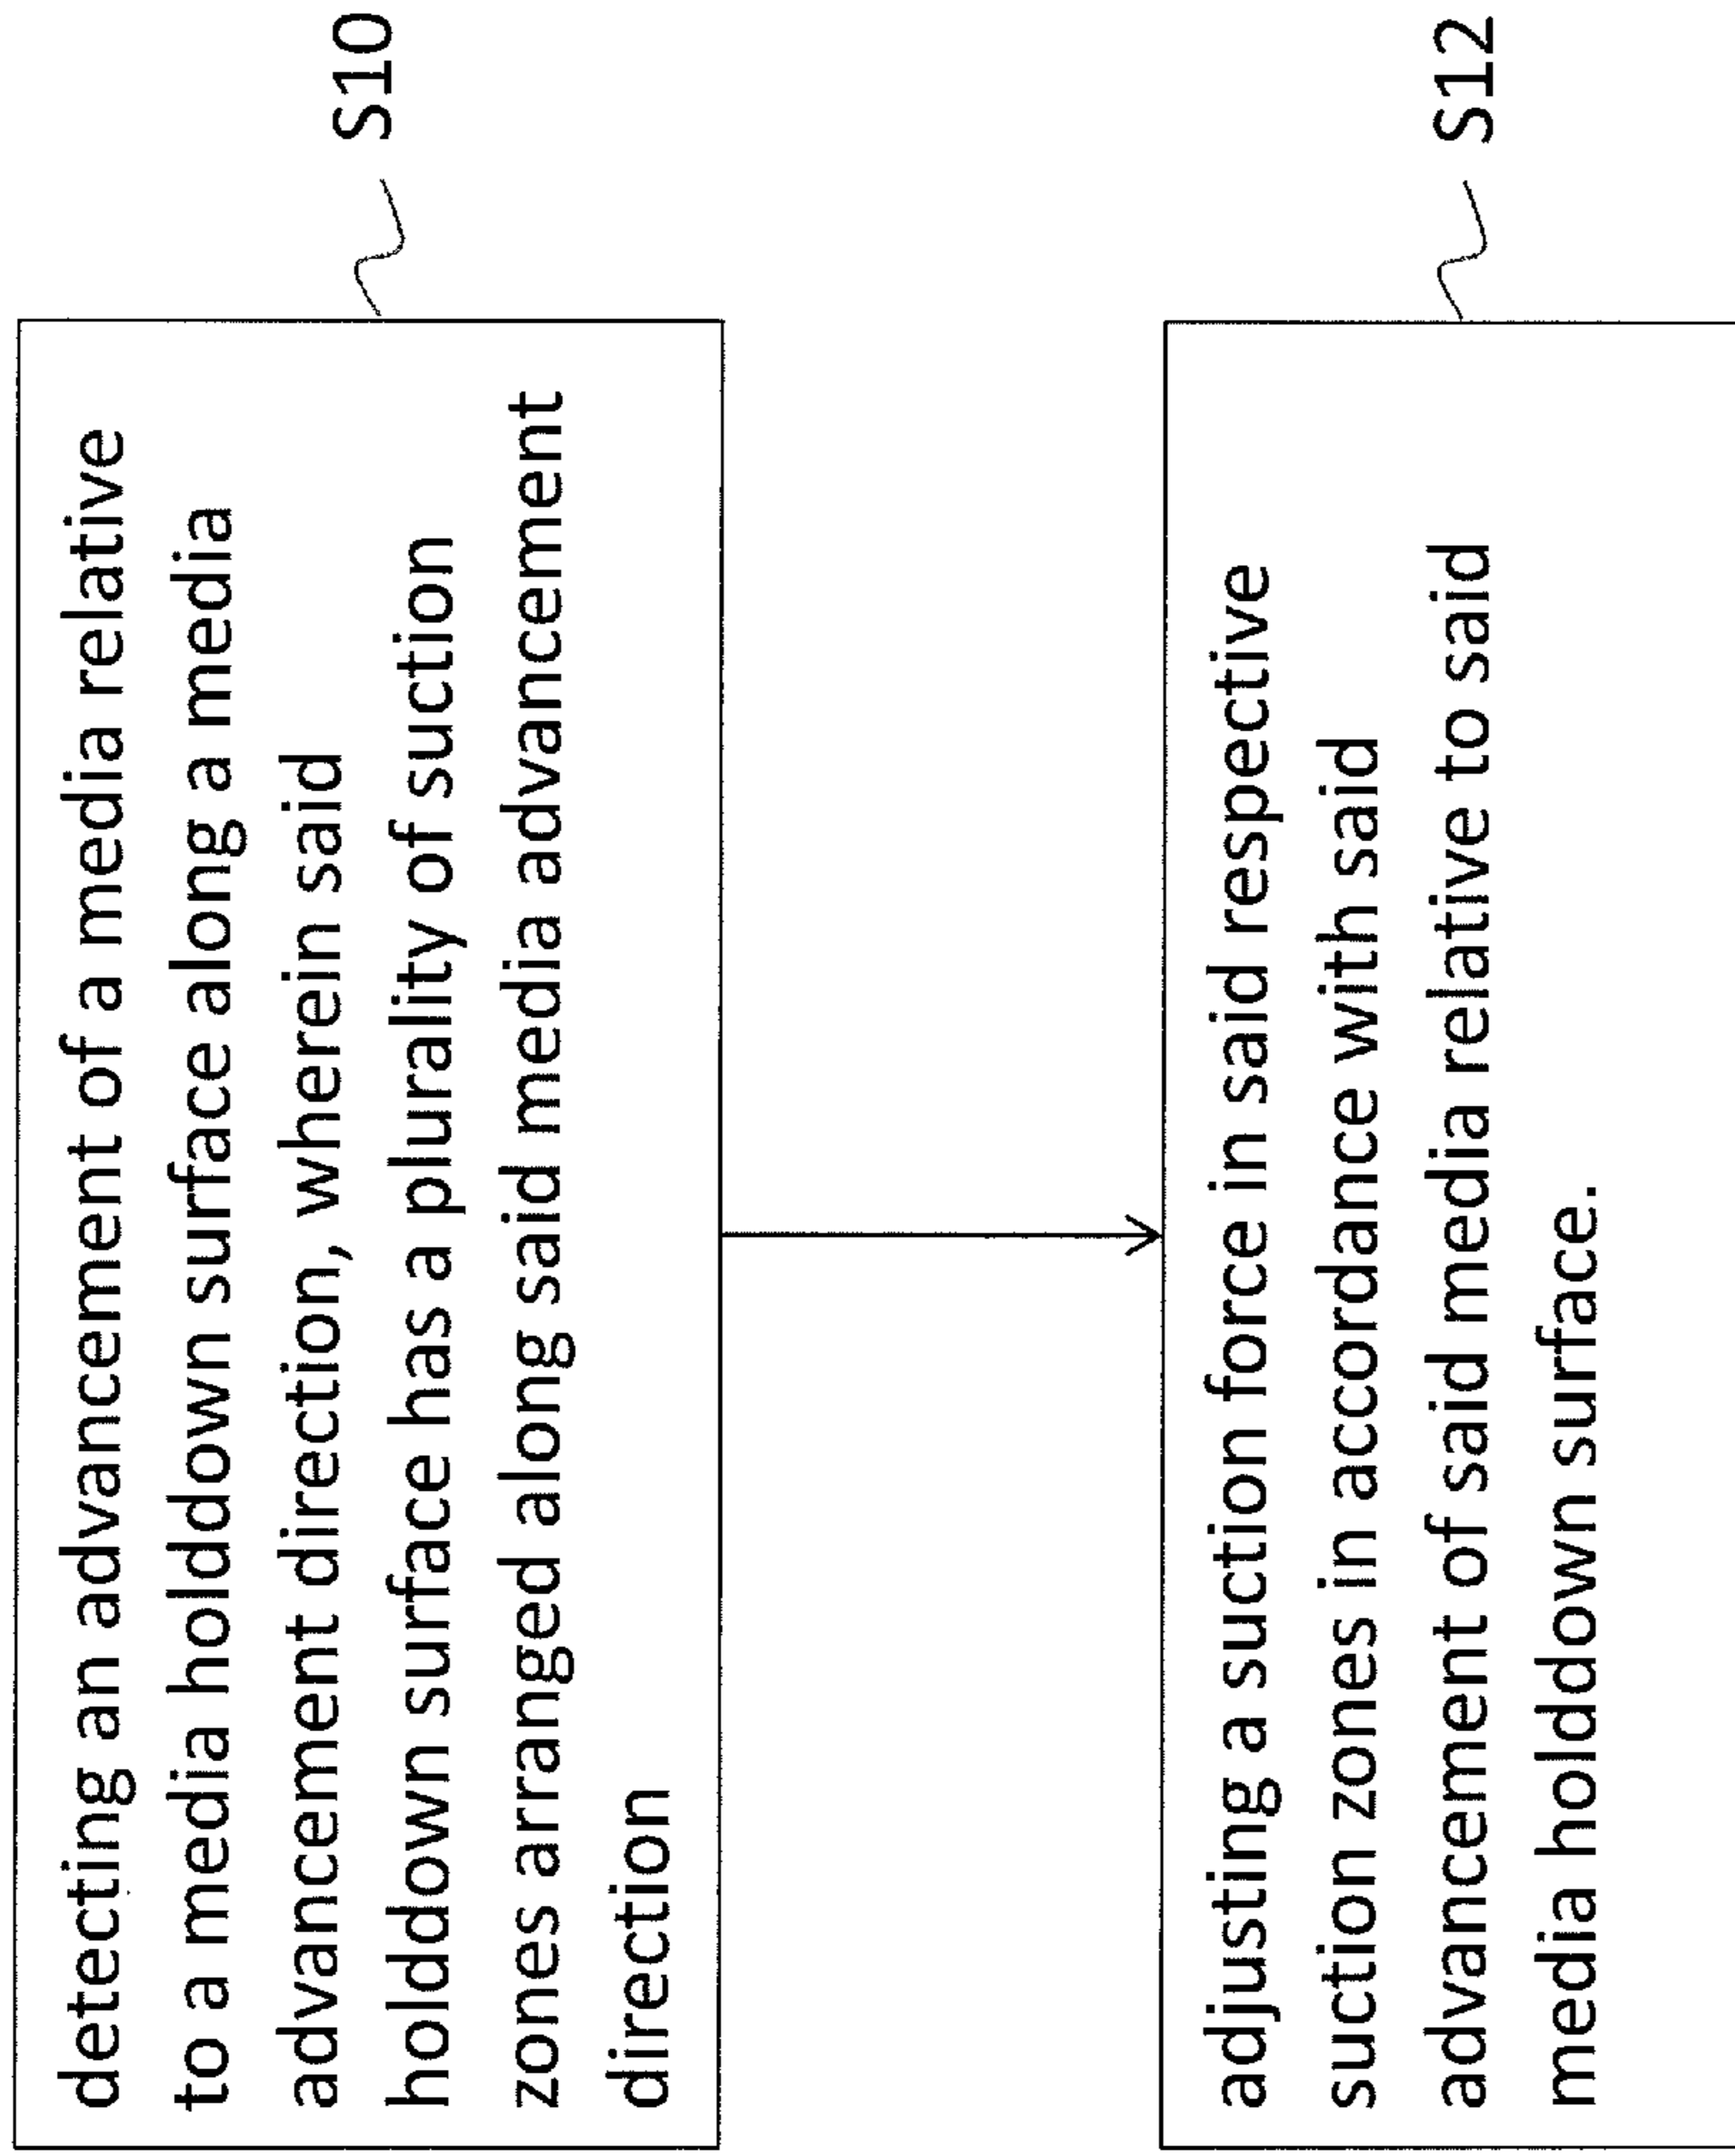 detecting an advancement of a media relative
to a media holddown surface along a media
advancement direction, wherein said
holddown surface has a plurality of suction
zones arranged along said media advancement
direction
S10
adjusting a suction force in said respective
suction zones in accordance with said
advancement of said media relative to said
media holddown surface.
S12